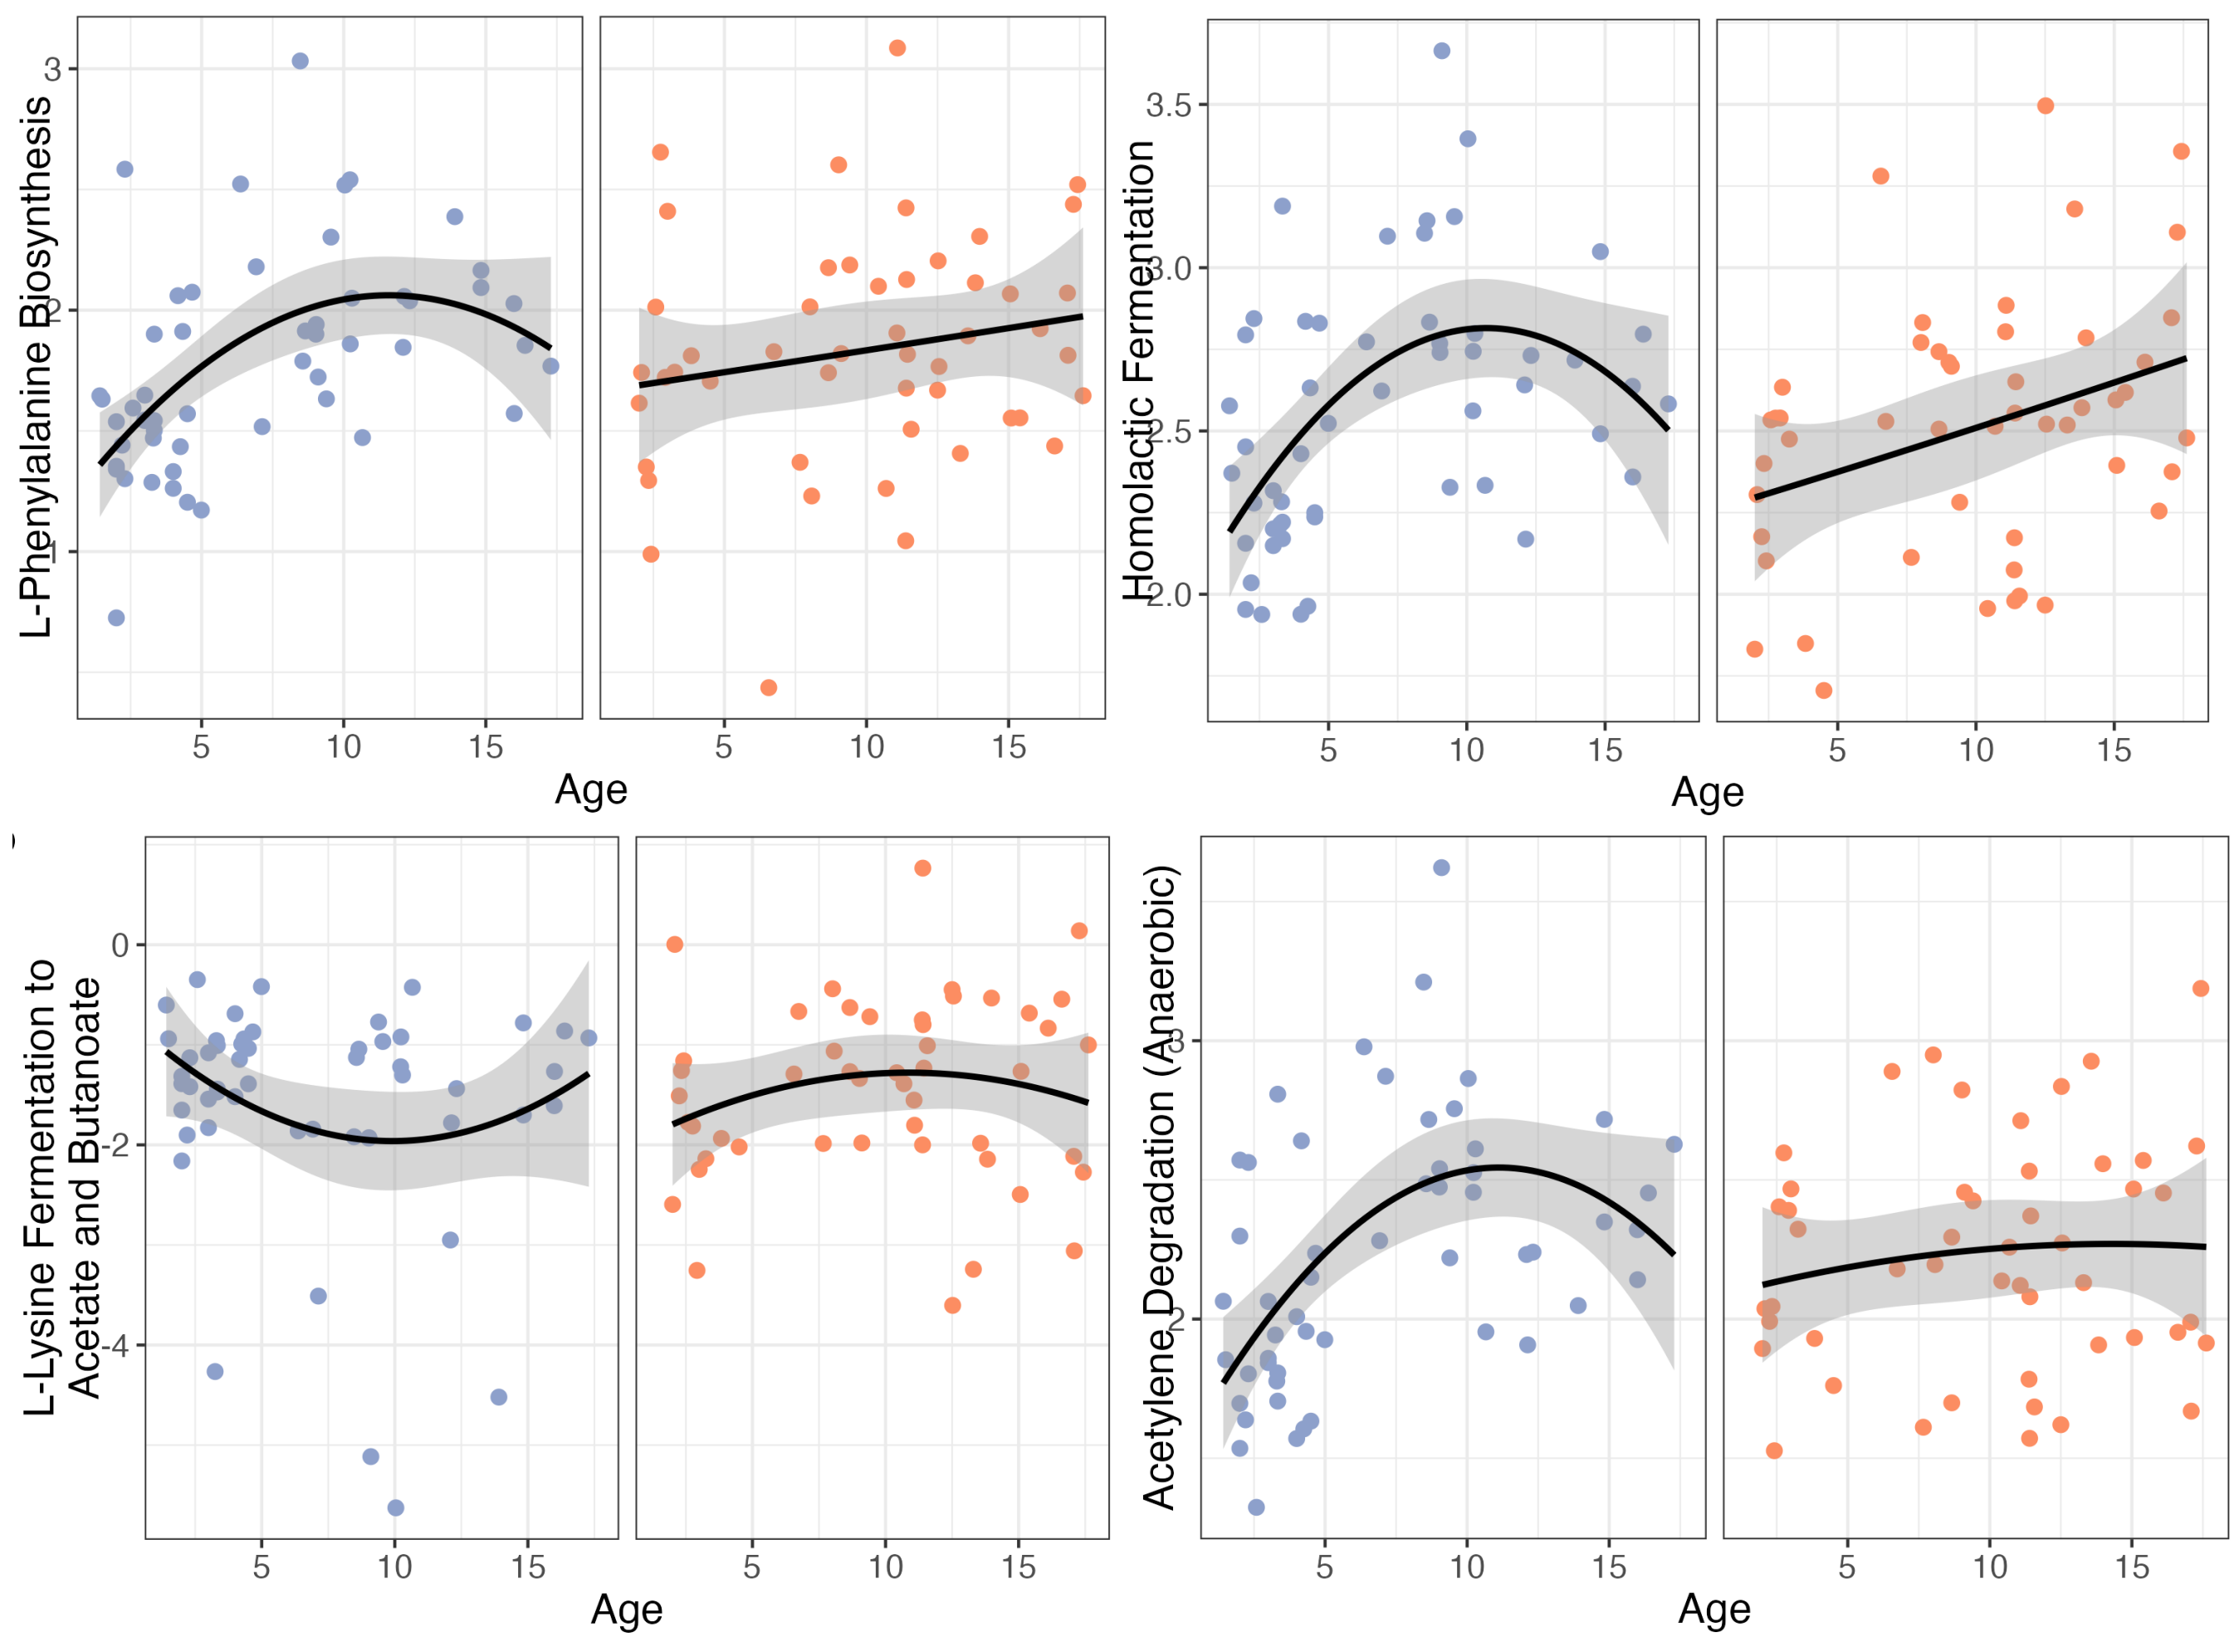 L-Phenylalanine Biosynthesis
3
2
1
5 10 15 5 10 15
Age
Homolactic Fermentation
3.5
3.0
2.5
2.0
5 10 15 5 10 15
Age
L-Lysine Fermentation to
Acetate and Butanoate
0
-2
-4
5 10 15 5 10 15
Age
Acetylene Degradation (Anaerobic)
3
2
5 10 15 5 10 15
Age